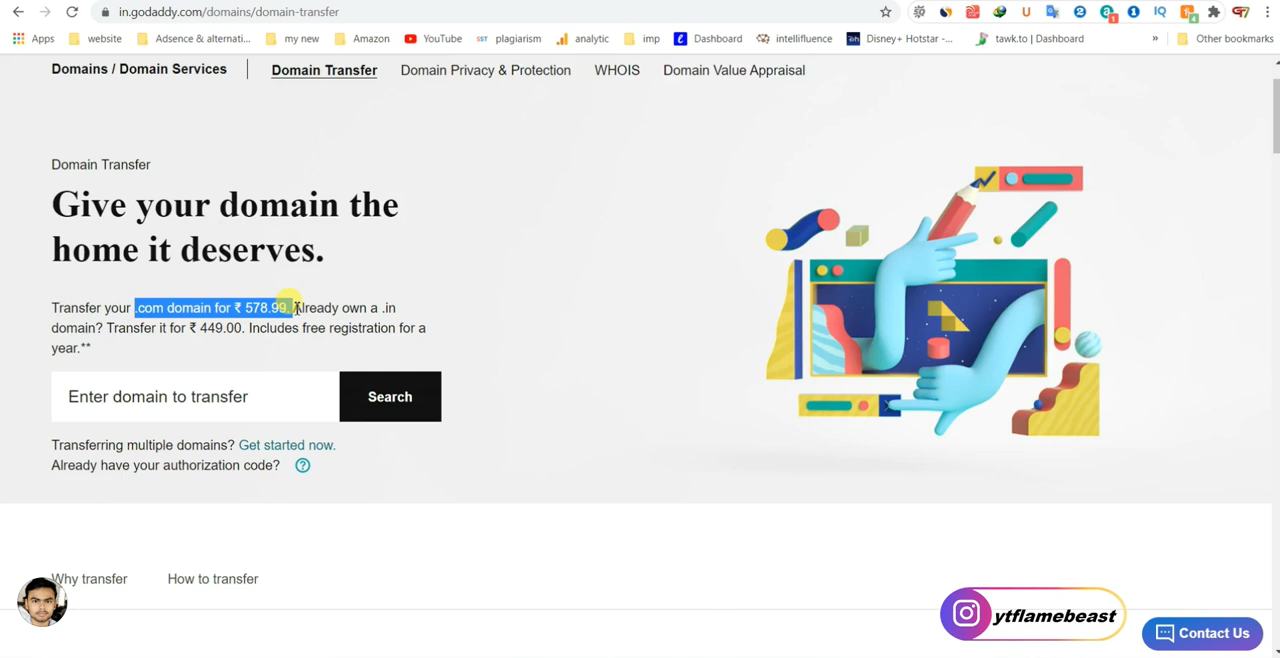 in.godaddy.com/domains/domain-transfer
Apps website Adsence & alternati... my new Amazon YouTube SST plagiarism analytic imp Dashboard intellifluence Disney+ Hotstar -... tawk.to | Dashboard » Other bookmarks
Domains / Domain Services Domain Transfer Domain Privacy & Protection WHOIS Domain Value Appraisal
Domain Transfer
Give your domain the
home it deserves.
Transfer your .com domain for ₹ 578.99. Already own a .in
domain? Transfer it for ₹ 449.00. Includes free registration for a
year.**
Enter domain to transfer Search
Transferring multiple domains? Get started now.
Already have your authorization code? ?
Why transfer How to transfer
ytflamebeast
Contact Us